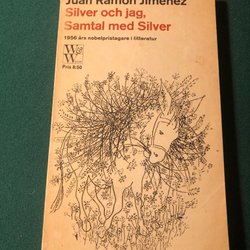 Juan Ramón Jiménez
Silver och jag,
Samtal med Silver
1956 års nobelpristagare i litteratur
W&W
Pris 8:50